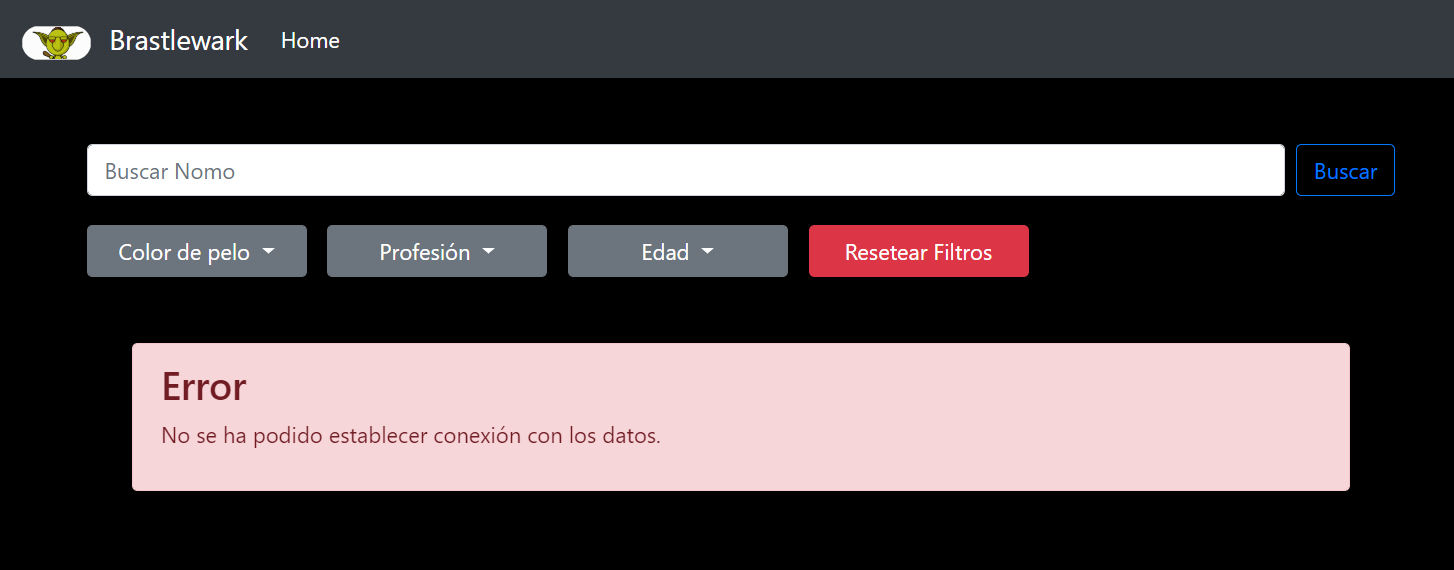 Brastlewark Home
Buscar Nomo Buscar
Color de pelo Profesión Edad Resetear Filtros
Error
No se ha podido establecer conexión con los datos.